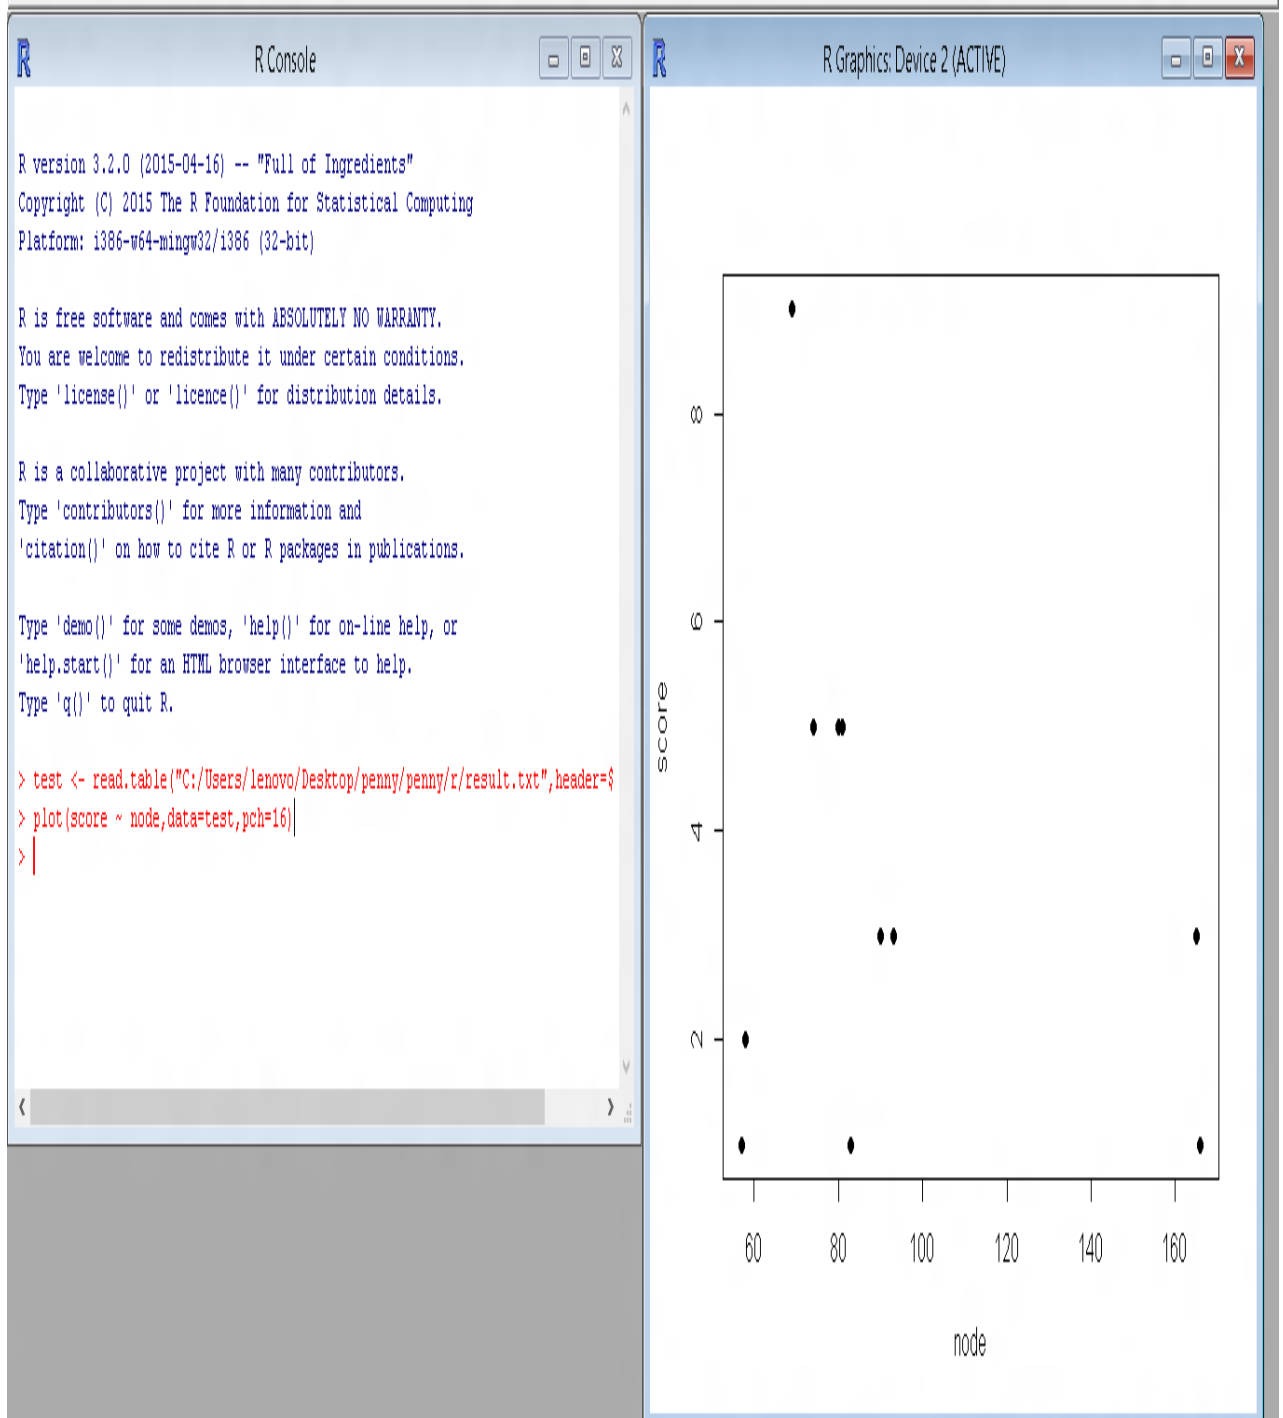 R Console
R version 3.2.0 (2015-04-16) -- "Full of Ingredients"
Copyright (C) 2015 The R Foundation for Statistical Computing
Platform: i386-w64-mingw32/i386 (32-bit)
R is free software and comes with ABSOLUTELY NO WARRANTY.
You are welcome to redistribute it under certain conditions.
Type 'license()' or 'licence()' for distribution details.
R is a collaborative project with many contributors.
Type 'contributors()' for more information and
'citation()' on how to cite R or R packages in publications.
Type 'demo()' for some demos, 'help()' for on-line help, or
'help.start()' for an HTML browser interface to help.
Type 'q()' to quit R.
> test <- read.table("C:/Users/lenovo/Desktop/penny/penny/r/result.txt",header=$
> plot(score ~ node,data=test,pch=16)
>
R Graphics: Device 2 (ACTIVE)
8
6
4
2
score
60 80 100 120 140 160
node